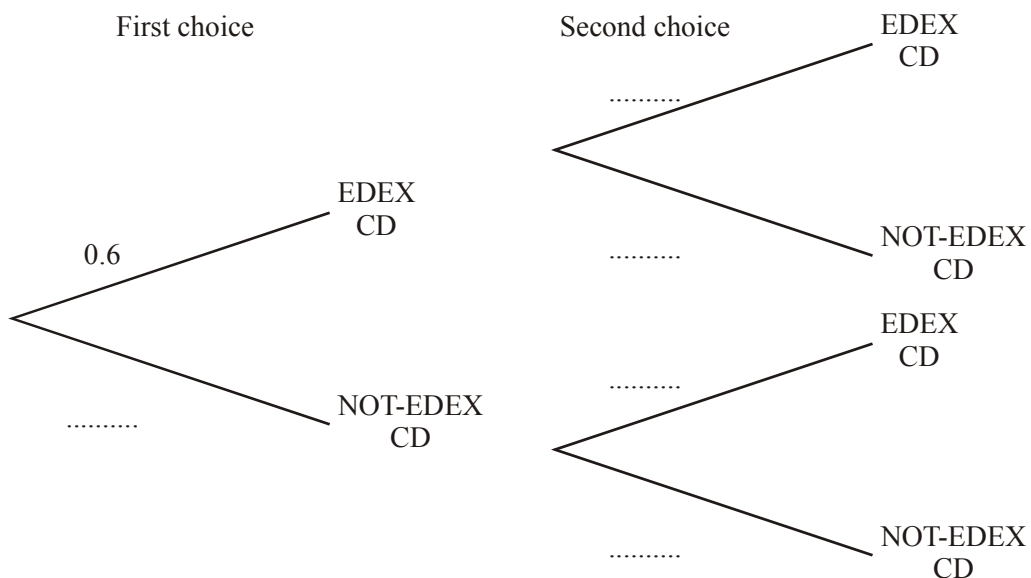 First choice
Second choice
EDEX
CD
..........
EDEX
CD
0.6
NOT-EDEX
CD
..........
EDEX
CD
..........
NOT-EDEX
CD
..........
NOT-EDEX
CD
..........